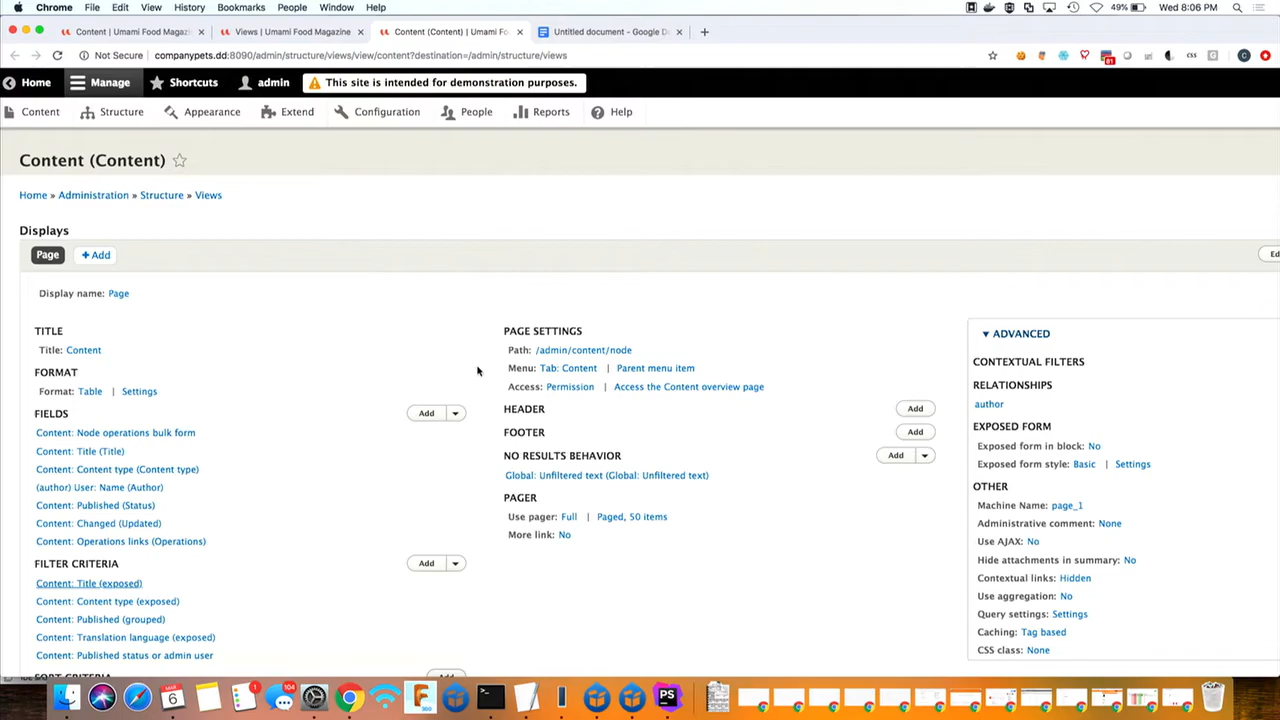 Chrome File Edit View History Bookmarks People Window Help 49% Wed 8:06 PM
Content | Umami Food Magaz Views | Umami Food Magazine Content (Content) | Umami Fo Untitled document - Google D
Not Secure companypets.dd:8090/admin/structure/views/view/content?destination=/admin/structure/views 81 CSS C
Home Manage Shortcuts admin This site is intended for demonstration purposes.
Content Structure Appearance Extend Configuration People Reports Help
Content (Content)
Home » Administration » Structure » Views
Displays
Page + Add Ed
Display name: Page
TITLE
Title: Content
FORMAT
Format: Table | Settings
FIELDS Add
Content: Node operations bulk form
Content: Title (Title)
Content: Content type (Content type)
(author) User: Name (Author)
Content: Published (Status)
Content: Changed (Updated)
Content: Operations links (Operations)
FILTER CRITERIA Add
Content: Title (exposed)
Content: Content type (exposed)
Content: Published (grouped)
Content: Translation language (exposed)
Content: Published status or admin user
PAGE SETTINGS
Path: /admin/content/node
Menu: Tab: Content | Parent menu item
Access: Permission | Access the Content overview page
HEADER Add
FOOTER Add
NO RESULTS BEHAVIOR Add
Global: Unfiltered text (Global: Unfiltered text)
PAGER
Use pager: Full | Paged, 50 items
More link: No
ADVANCED
CONTEXTUAL FILTERS
RELATIONSHIPS
author
EXPOSED FORM
Exposed form in block: No
Exposed form style: Basic | Settings
OTHER
Machine Name: page_1
Administrative comment: None
Use AJAX: No
Hide attachments in summary: No
Contextual links: Hidden
Use aggregation: No
Query settings: Settings
Caching: Tag based
CSS class: None
MAR
6
1
104
F
360
PS